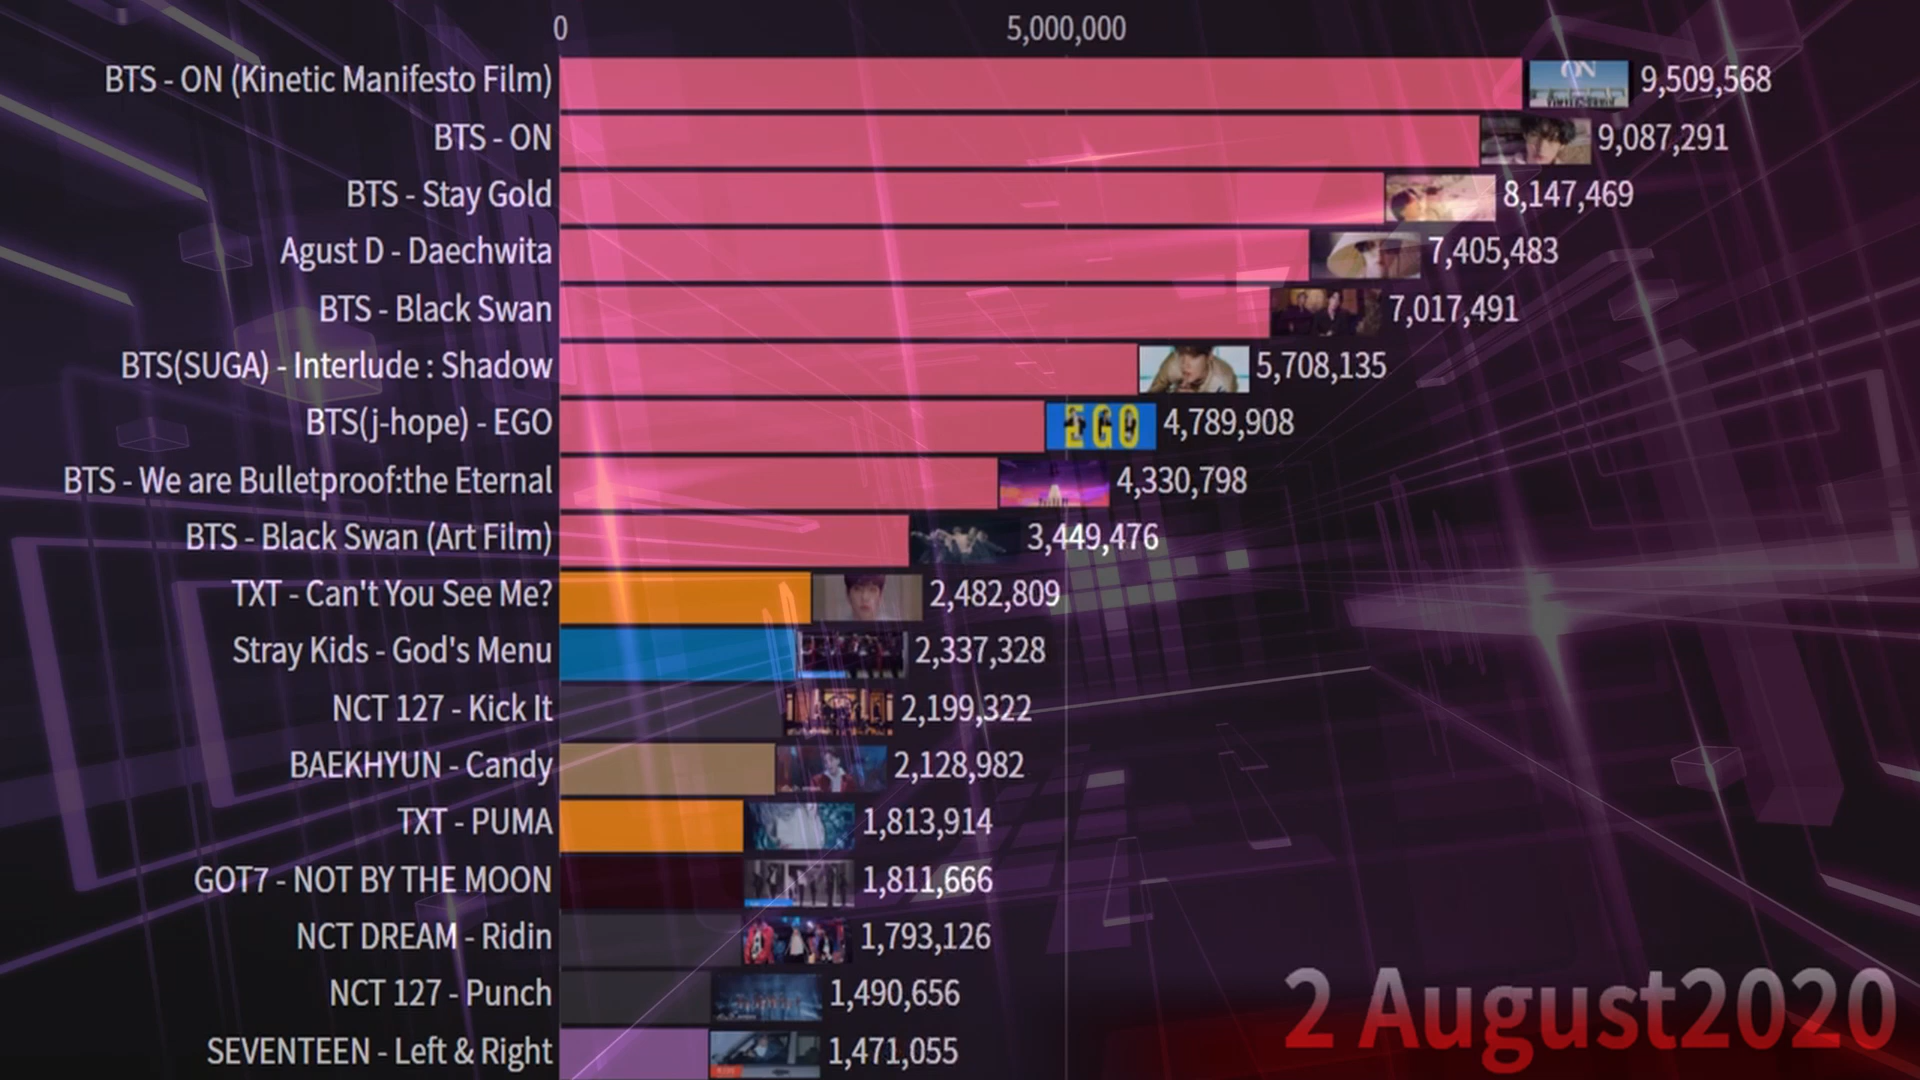 0 5,000,000
BTS - ON (Kinetic Manifesto Film) ON 9,509,568
BTS - ON 9,087,291
BTS - Stay Gold 8,147,469
Agust D - Daechwita 7,405,483
BTS - Black Swan 7,017,491
BTS(SUGA) - Interlude : Shadow 5,708,135
BTS(j-hope) - EGO EGO 4,789,908
BTS - We are Bulletproof:the Eternal 4,330,798
BTS - Black Swan (Art Film) 3,449,476
TXT - Can't You See Me? 2,482,809
Stray Kids - God's Menu 2,337,328
NCT 127 - Kick It 2,199,322
BAEKHYUN - Candy 2,128,982
TXT - PUMA 1,813,914
GOT7 - NOT BY THE MOON 1,811,666
NCT DREAM - Ridin 1,793,126
NCT 127 - Punch 1,490,656
SEVENTEEN - Left & Right 1,471,055
2 August2020